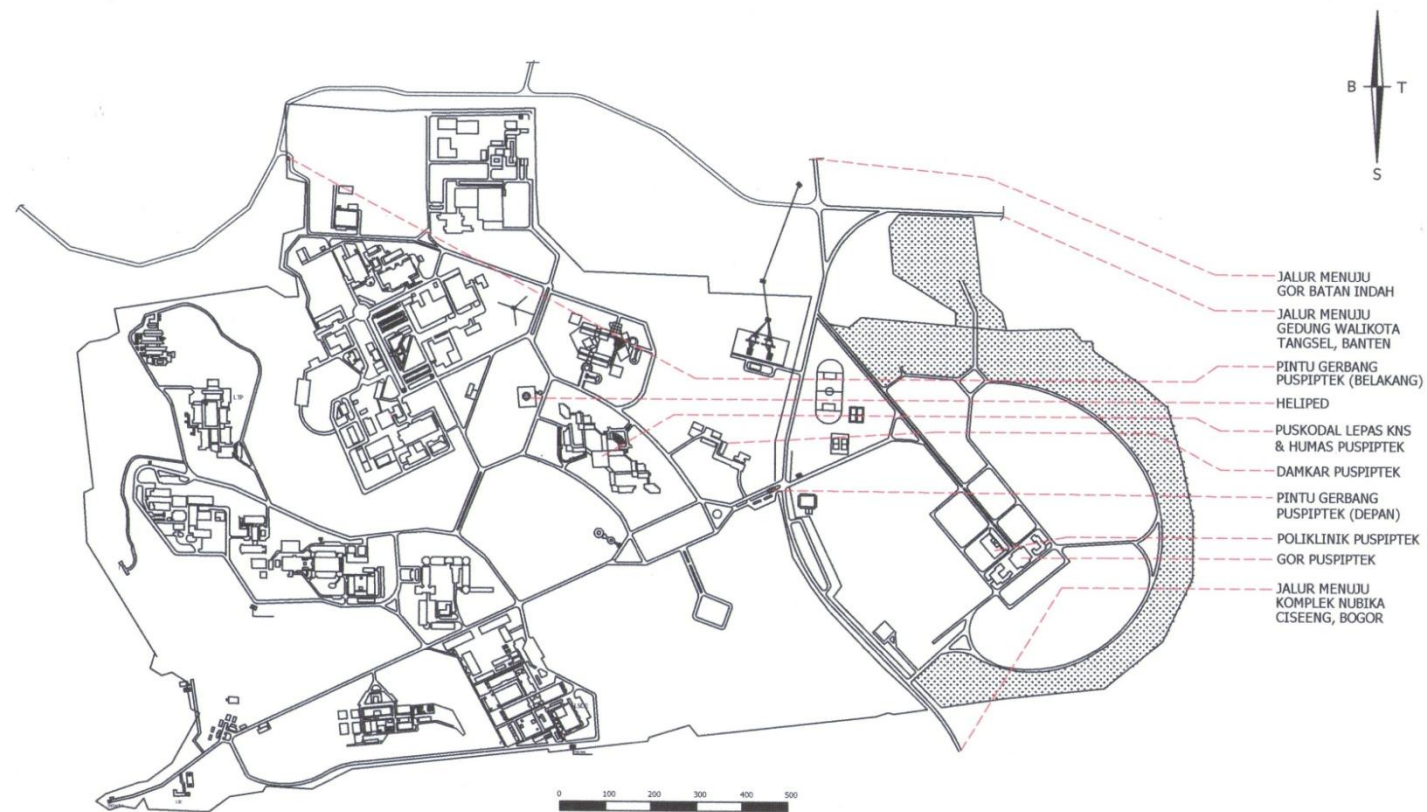 B T
S
JALUR MENUJU
GOR BATAN INDAH
JALUR MENUJU
GEDUNG WALIKOTA
TANGSEL, BANTEN
PINTU GERBANG
PUSPIPTEK (BELAKANG)
HELIPED
PUSKODAL LEPAS KNS
& HUMAS PUSPIPTEK
DAMKAR PUSPIPTEK
PINTU GERBANG
PUSPIPTEK (DEPAN)
POLIKLINIK PUSPIPTEK
GOR PUSPIPTEK
JALUR MENUJU
KOMPLEK NUBIKA
CISEENG, BOGOR
0 100 200 300 400 500